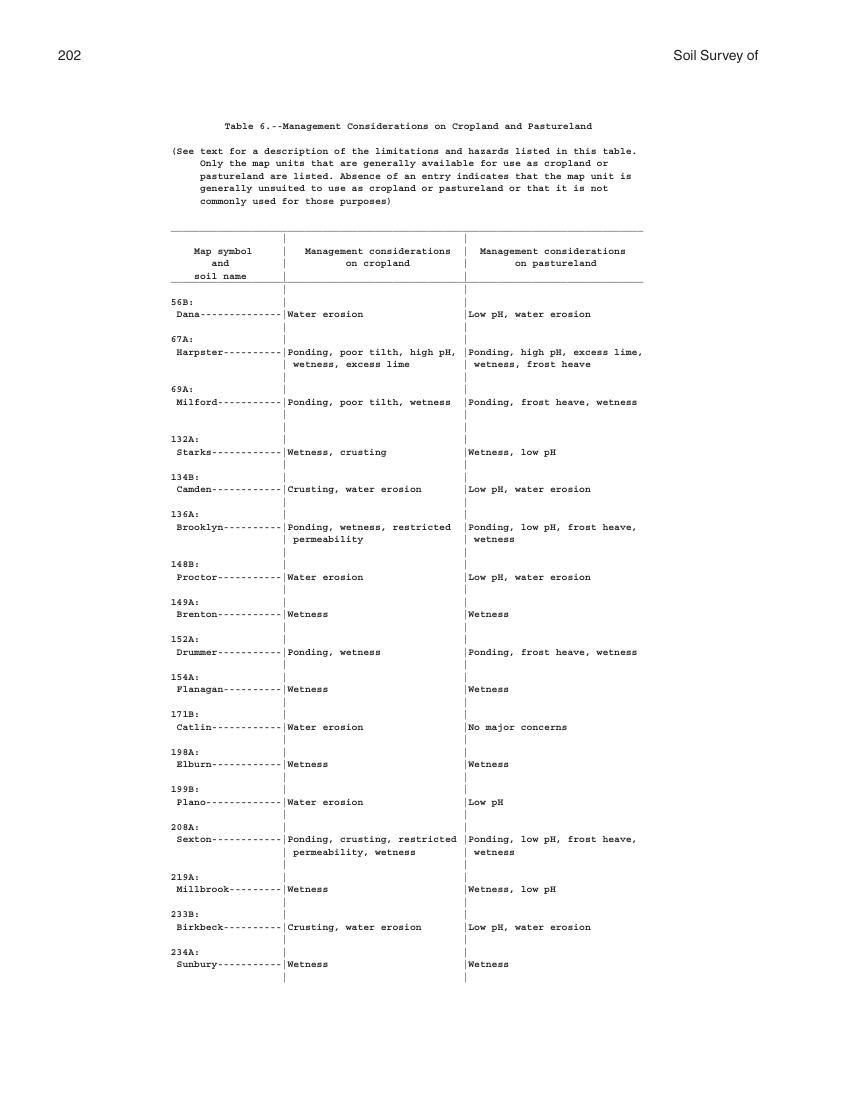 202
Soil Survey of
Table 6.--Management Considerations on Cropland and Pastureland
(See text for a description of the limitations and hazards listed in this table.
Only the map units that are generally available for use as cropland or
pastureland are listed. Absence of an entry indicates that the map unit is
generally unsuited to use as cropland or pastureland or that it is not
commonly used for those purposes)
Map symbol | Management considerations | Management considerations
and | on cropland | on pastureland
soil name
56B:
Dana--------------|Water erosion |Low pH, water erosion
67A:
Harpster----------|Ponding, poor tilth, high pH, |Ponding, high pH, excess lime,
| wetness, excess lime | wetness, frost heave
69A:
Milford-----------|Ponding, poor tilth, wetness |Ponding, frost heave, wetness
132A:
Starks------------|Wetness, crusting |Wetness, low pH
134B:
Camden------------|Crusting, water erosion |Low pH, water erosion
136A:
Brooklyn----------|Ponding, wetness, restricted |Ponding, low pH, frost heave,
| permeability | wetness
148B:
Proctor-----------|Water erosion |Low pH, water erosion
149A:
Brenton-----------|Wetness |Wetness
152A:
Drummer-----------|Ponding, wetness |Ponding, frost heave, wetness
154A:
Flanagan----------|Wetness |Wetness
171B:
Catlin------------|Water erosion |No major concerns
198A:
Elburn------------|Wetness |Wetness
199B:
Plano-------------|Water erosion |Low pH
208A:
Sexton------------|Ponding, crusting, restricted |Ponding, low pH, frost heave,
| permeability, wetness | wetness
219A:
Millbrook---------|Wetness |Wetness, low pH
233B:
Birkbeck----------|Crusting, water erosion |Low pH, water erosion
234A:
Sunbury-----------|Wetness |Wetness